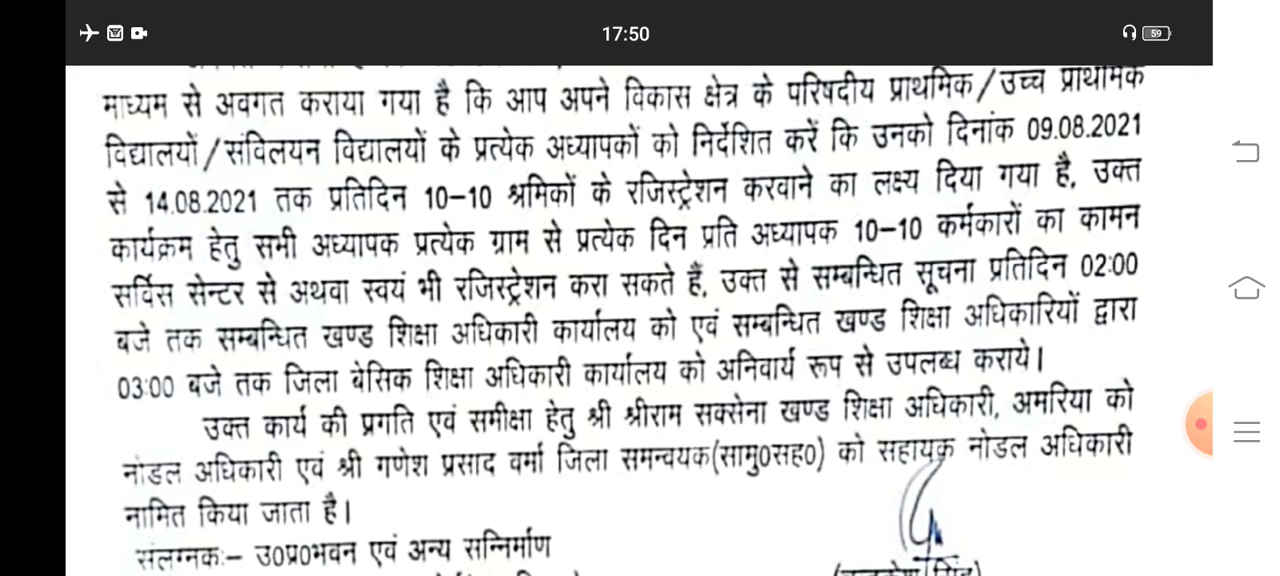 17:50
59
माध्यम से अवगत कराया गया है कि आप अपने विकास क्षेत्र के परिषदीय प्राथमिक/उच्च प्राथमिक
विद्यालयों/संविलयन विद्यालयों के प्रत्येक अध्यापकों को निर्देशित करें कि उनको दिनांक 09.08.2021
से 14.08.2021 तक प्रतिदिन 10–10 श्रमिकों के रजिस्ट्रेशन करवाने का लक्ष्य दिया गया है, उक्त
कार्यक्रम हेतु सभी अध्यापक प्रत्येक ग्राम से प्रत्येक दिन प्रति अध्यापक 10–10 कर्मकारों का कामन
सर्विस सेन्टर से अथवा स्वयं भी रजिस्ट्रेशन करा सकते हैं, उक्त से सम्बन्धित सूचना प्रतिदिन 02:00
बजे तक सम्बन्धित खण्ड शिक्षा अधिकारी कार्यालय को एवं सम्बन्धित खण्ड शिक्षा अधिकारियों द्वारा
03:00 बजे तक जिला बेसिक शिक्षा अधिकारी कार्यालय को अनिवार्य रूप से उपलब्ध कराये।
उक्त कार्य की प्रगति एवं समीक्षा हेतु श्री श्रीराम सक्सेना खण्ड शिक्षा अधिकारी, अमरिया को
नोडल अधिकारी एवं श्री गणेश प्रसाद वर्मा जिला समन्वयक(सामु0सह0) को सहायक नोडल अधिकारी
नामित किया जाता है।
संलग्नकः– उ0प्र0भवन एवं अन्य सन्निर्माण